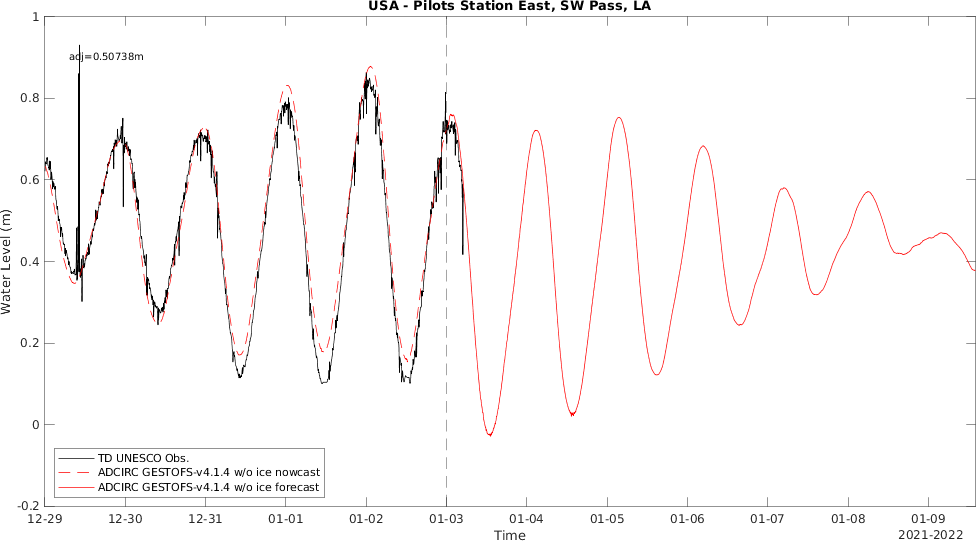 USA - Pilots Station East, SW Pass, LA
1
adj=0.50738m
0.8
0.6
Water Level (m)
0.4
0.2
0
TD UNESCO Obs.
ADCIRC GESTOFS-v4.1.4 w/o ice nowcast
ADCIRC GESTOFS-v4.1.4 w/o ice forecast
-0.2
12-29 12-30 12-31 01-01 01-02 01-03 01-04 01-05 01-06 01-07 01-08 01-09
Time
2021-2022